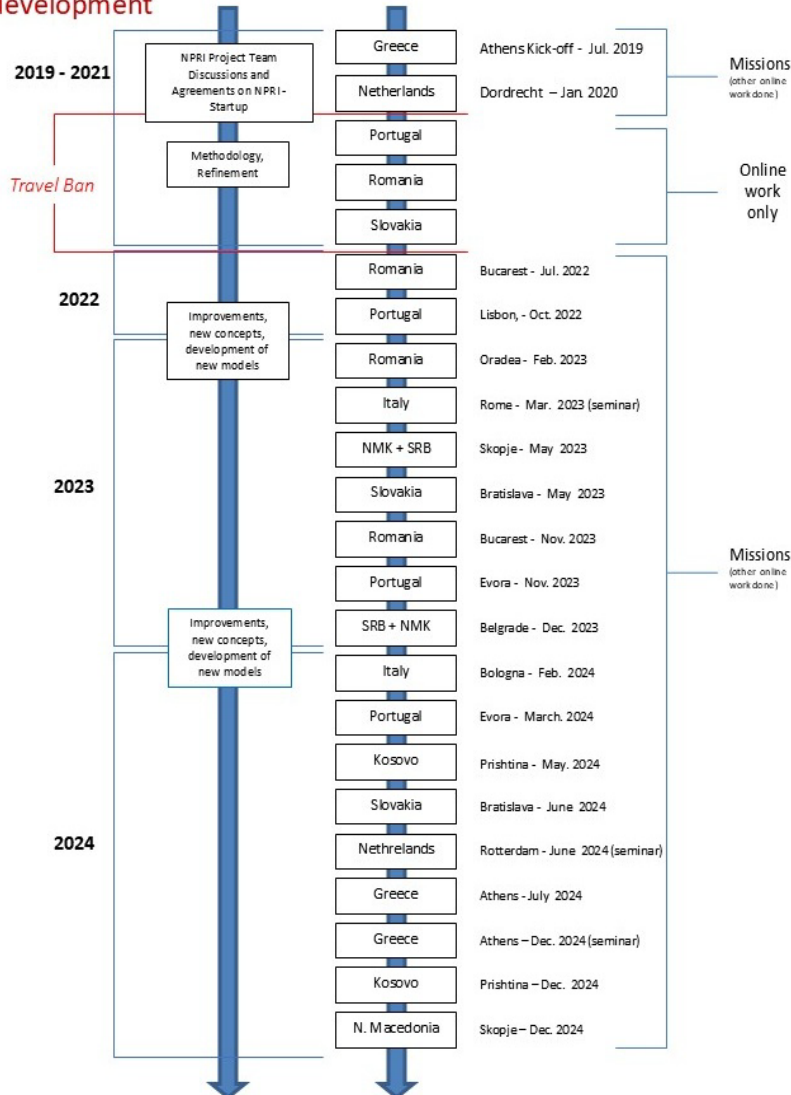 development
2019 - 2021
NPRI Project Team
Discussions and
Agreements on NPRI -
Startup
Greece
Athens Kick-off - Jul. 2019
Missions
(other online
work done)
Netherlands
Dordrecht – Jan. 2020
Travel Ban
Methodology,
Refinement
Portugal
Romania
Slovakia
Online
work
only
2022
Romania
Bucarest - Jul. 2022
Improvements,
new concepts,
development of
new models
Portugal
Lisbon, - Oct. 2022
2023
Romania
Oradea - Feb. 2023
Italy
Rome - Mar. 2023 (seminar)
NMK + SRB
Skopje - May 2023
Slovakia
Bratislava - May 2023
Romania
Bucarest - Nov. 2023
Missions
(other online
work done)
Portugal
Evora - Nov. 2023
Improvements,
new concepts,
development of
new models
SRB + NMK
Belgrade - Dec. 2023
2024
Italy
Bologna - Feb. 2024
Portugal
Evora - March. 2024
Kosovo
Prishtina - May. 2024
Slovakia
Bratislava - June 2024
Nethrelands
Rotterdam - June 2024 (seminar)
Greece
Athens - July 2024
Greece
Athens – Dec. 2024 (seminar)
Kosovo
Prishtina – Dec. 2024
N. Macedonia
Skopje – Dec. 2024